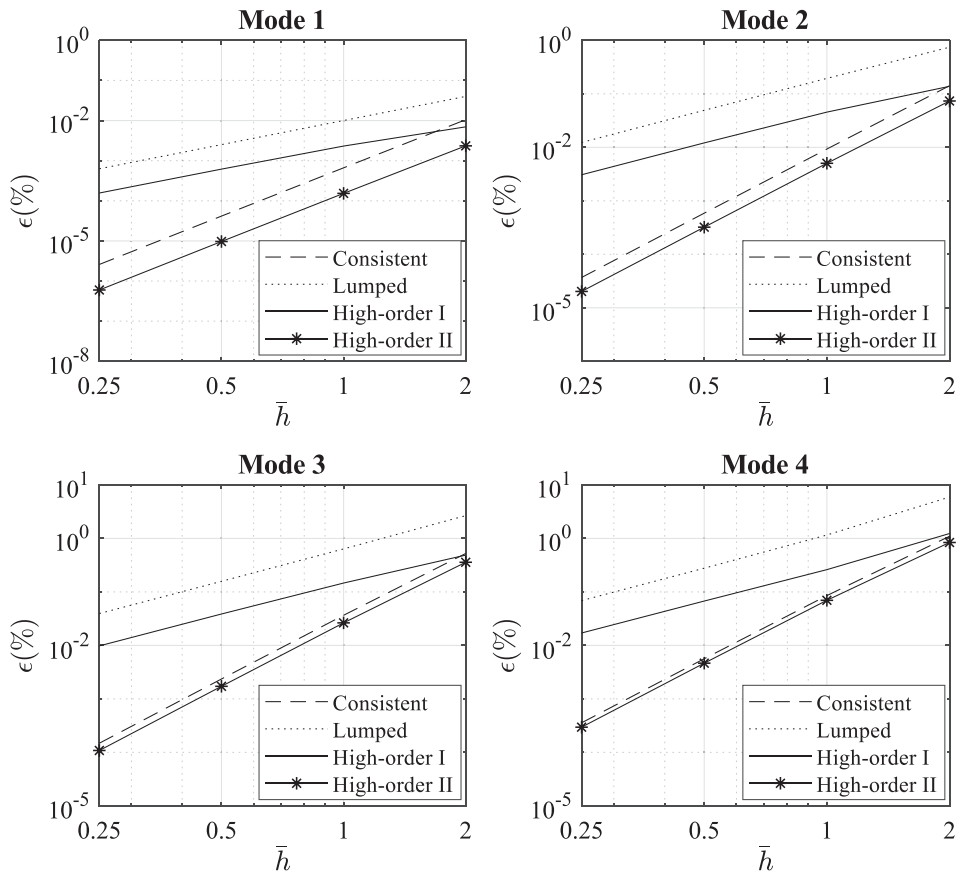 Mode 1
10^0
10^-2
10^-5
10^-8
ϵ(%)
0.25 0.5 1 2
h̄
Consistent
Lumped
High-order I
High-order II
Mode 2
10^0
10^-2
10^-5
ϵ(%)
0.25 0.5 1 2
h̄
Consistent
Lumped
High-order I
High-order II
Mode 3
10^1
10^0
10^-2
10^-5
ϵ(%)
0.25 0.5 1 2
h̄
Consistent
Lumped
High-order I
High-order II
Mode 4
10^1
10^0
10^-2
10^-5
ϵ(%)
0.25 0.5 1 2
h̄
Consistent
Lumped
High-order I
High-order II